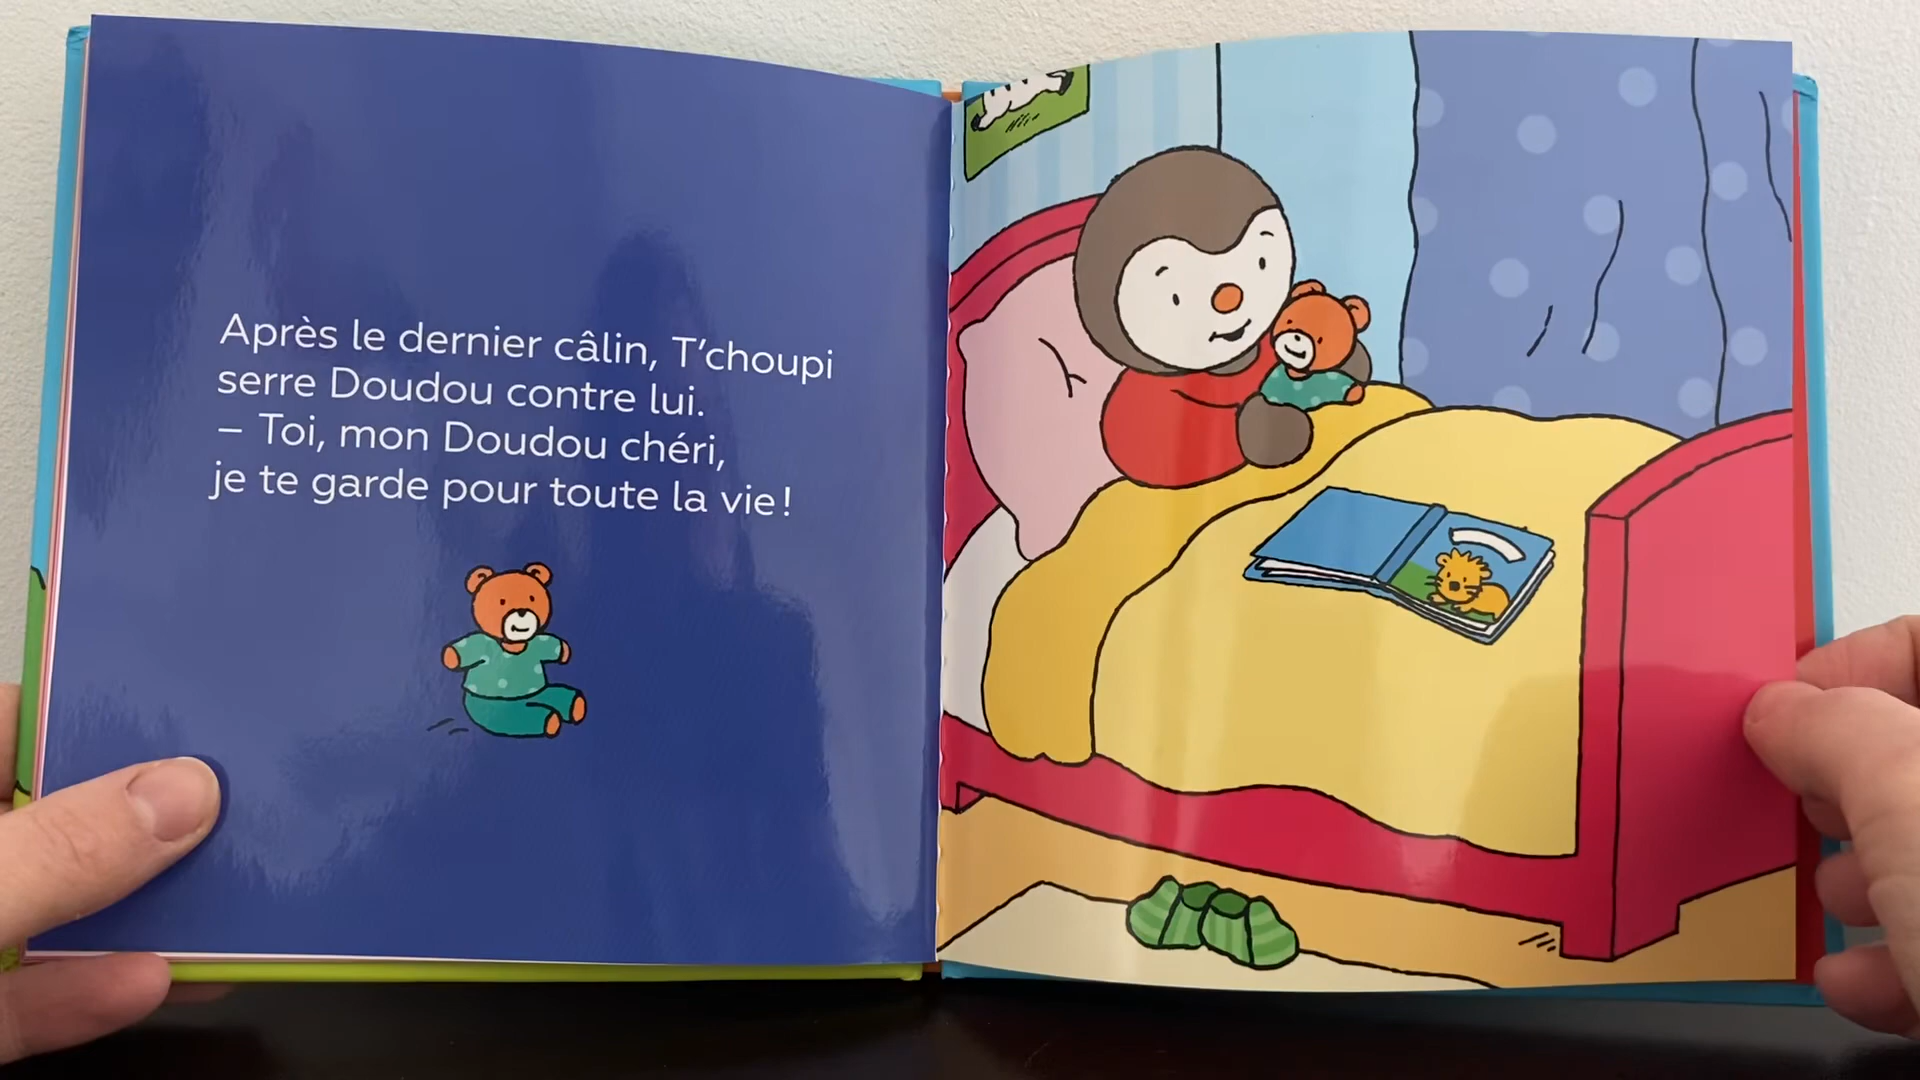 Après le dernier câlin, T’choupi
serre Doudou contre lui.
– Toi, mon Doudou chéri,
je te garde pour toute la vie !